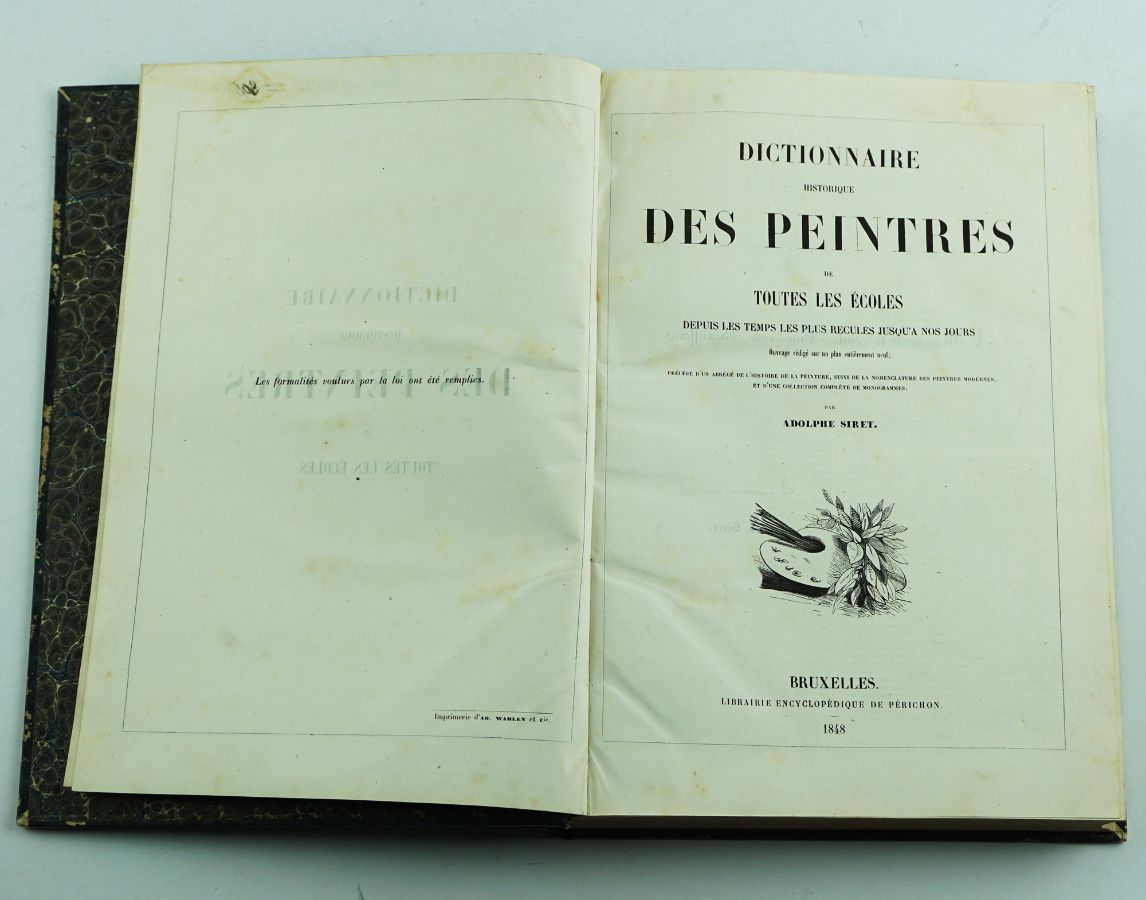 Les formalités voulues par la loi ont été remplies.
Imprimerie d'AD. WAHLEN et Cie.
DICTIONNAIRE
HISTORIQUE
DES PEINTRES
DE
TOUTES LES ÉCOLES
DEPUIS LES TEMPS LES PLUS RECULÉS JUSQU'A NOS JOURS
Ouvrage rédigé sur un plan entièrement neuf;
PRÉCÉDÉ D'UN ABRÉGÉ DE L'HISTOIRE DE LA PEINTURE, SUIVI DE LA NOMENCLATURE DES PEINTRES MODERNES,
ET D'UNE COLLECTION COMPLÈTE DE MONOGRAMMES,
PAR
ADOLPHE SIRET.
BRUXELLES.
LIBRAIRIE ENCYCLOPÉDIQUE DE PÉRICHON.
1848